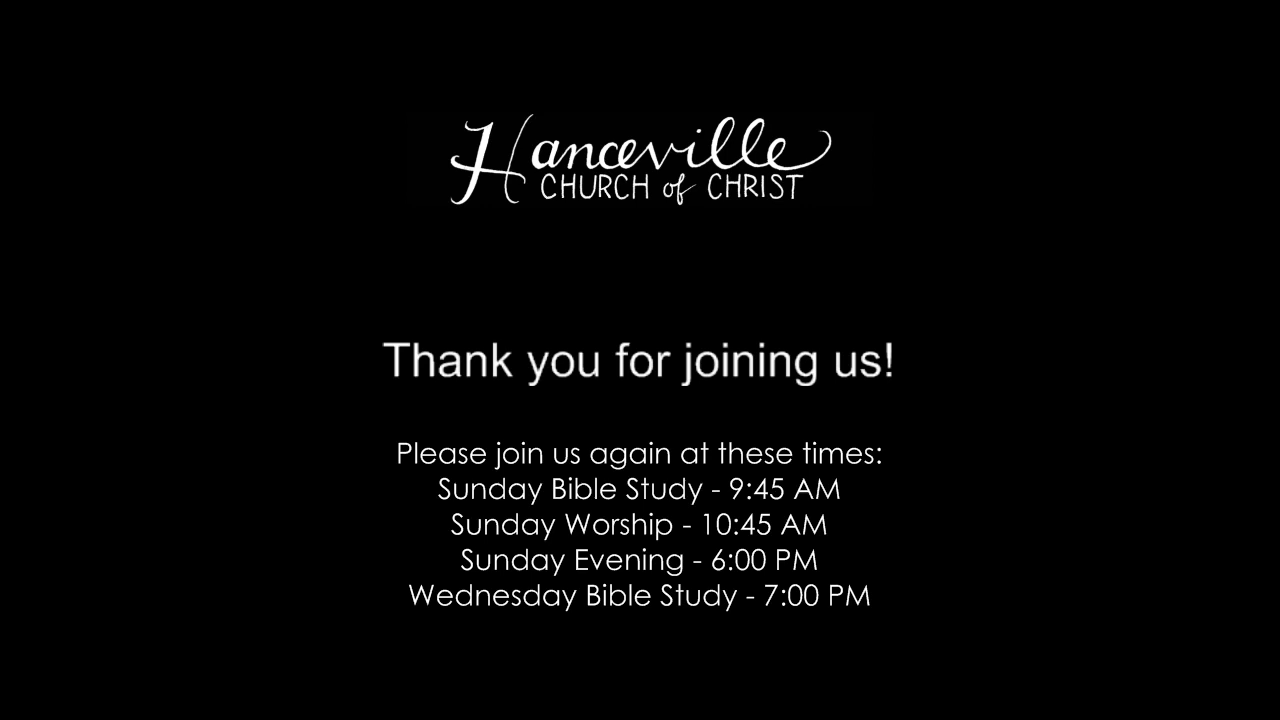 Hanceville
CHURCH of CHRIST
Thank you for joining us!
Please join us again at these times:
Sunday Bible Study - 9:45 AM
Sunday Worship - 10:45 AM
Sunday Evening - 6:00 PM
Wednesday Bible Study - 7:00 PM